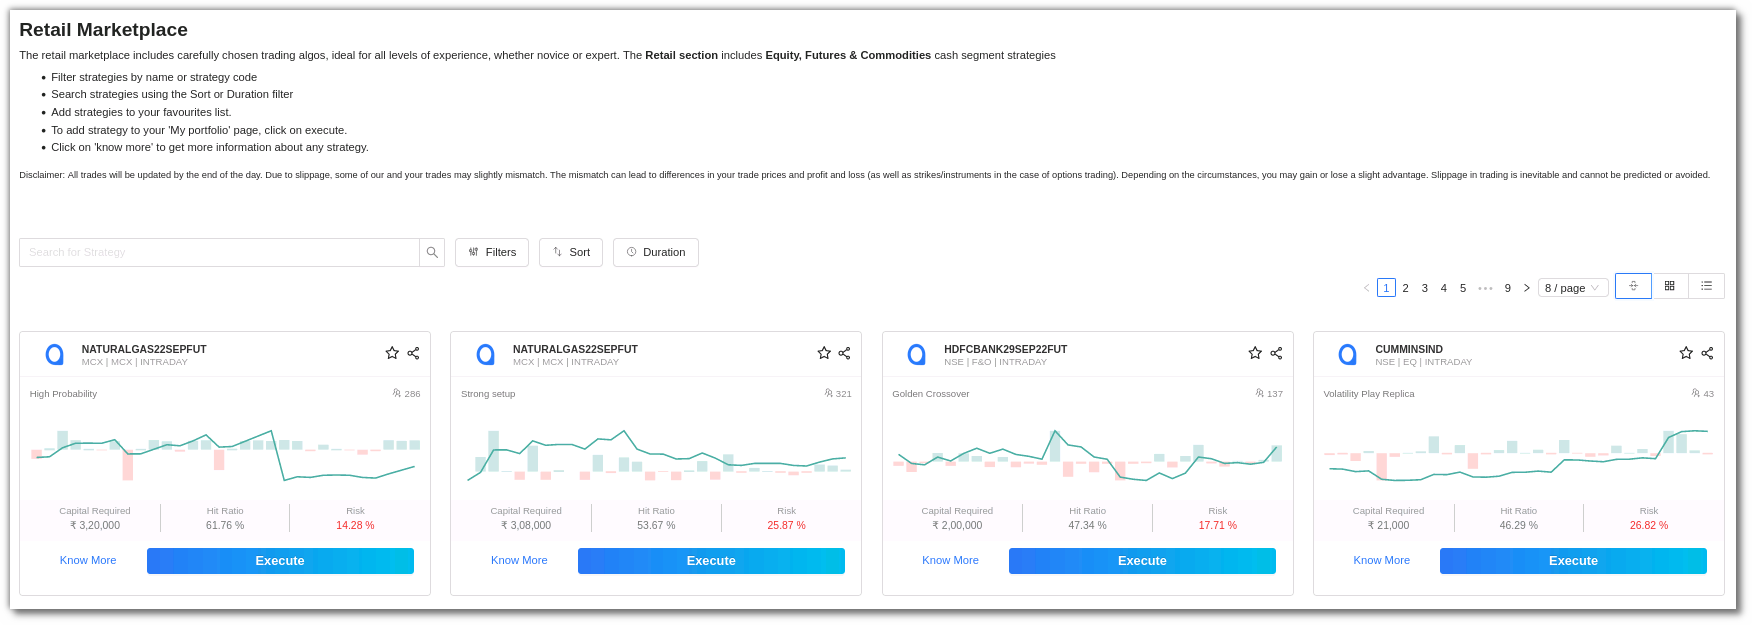 Retail Marketplace
The retail marketplace includes carefully chosen trading algos, ideal for all levels of experience, whether novice or expert. The Retail section includes Equity, Futures & Commodities cash segment strategies
• Filter strategies by name or strategy code
• Search strategies using the Sort or Duration filter
• Add strategies to your favourites list.
• To add strategy to your 'My portfolio' page, click on execute.
• Click on 'know more' to get more information about any strategy.
Disclaimer: All trades will be updated by the end of the day. Due to slippage, some of our and your trades may slightly mismatch. The mismatch can lead to differences in your trade prices and profit and loss (as well as strikes/instruments in the case of options trading). Depending on the circumstances, you may gain or lose a slight advantage. Slippage in trading is inevitable and cannot be predicted or avoided.
Search for Strategy Filters Sort Duration
1 2 3 4 5 ••• 9 8 / page
NATURALGAS22SEPFUT
MCX | MCX | INTRADAY
High Probability 286
Capital Required Hit Ratio Risk
₹ 3,20,000 61.76 % 14.28 %
Know More Execute
NATURALGAS22SEPFUT
MCX | MCX | INTRADAY
Strong setup 321
Capital Required Hit Ratio Risk
₹ 3,08,000 53.67 % 25.87 %
Know More Execute
HDFCBANK29SEP22FUT
NSE | F&O | INTRADAY
Golden Crossover 137
Capital Required Hit Ratio Risk
₹ 2,00,000 47.34 % 17.71 %
Know More Execute
CUMMINSIND
NSE | EQ | INTRADAY
Volatility Play Replica 43
Capital Required Hit Ratio Risk
₹ 21,000 46.29 % 26.82 %
Know More Execute